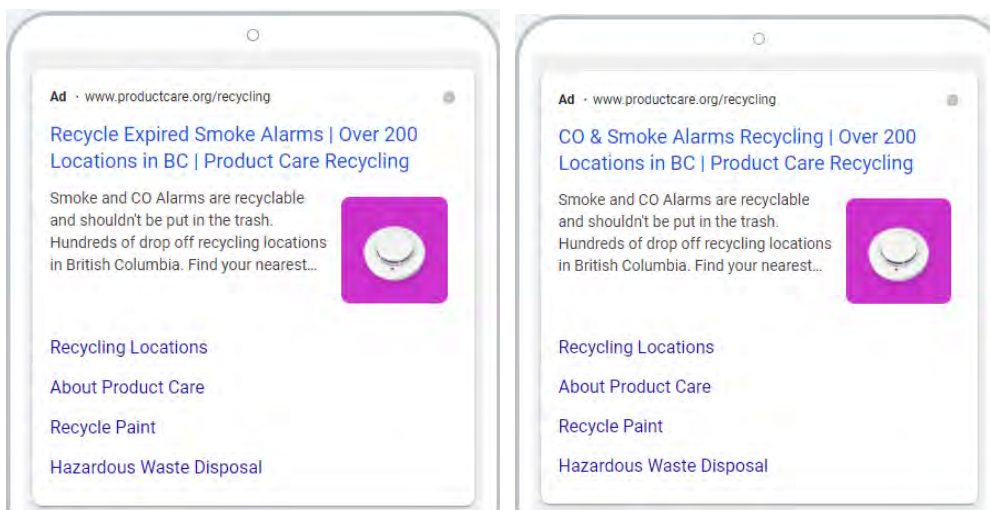 Ad · www.productcare.org/recycling
Recycle Expired Smoke Alarms | Over 200
Locations in BC | Product Care Recycling
Smoke and CO Alarms are recyclable
and shouldn't be put in the trash.
Hundreds of drop off recycling locations
in British Columbia. Find your nearest...
Recycling Locations
About Product Care
Recycle Paint
Hazardous Waste Disposal
Ad · www.productcare.org/recycling
CO & Smoke Alarms Recycling | Over 200
Locations in BC | Product Care Recycling
Smoke and CO Alarms are recyclable
and shouldn't be put in the trash.
Hundreds of drop off recycling locations
in British Columbia. Find your nearest...
Recycling Locations
About Product Care
Recycle Paint
Hazardous Waste Disposal